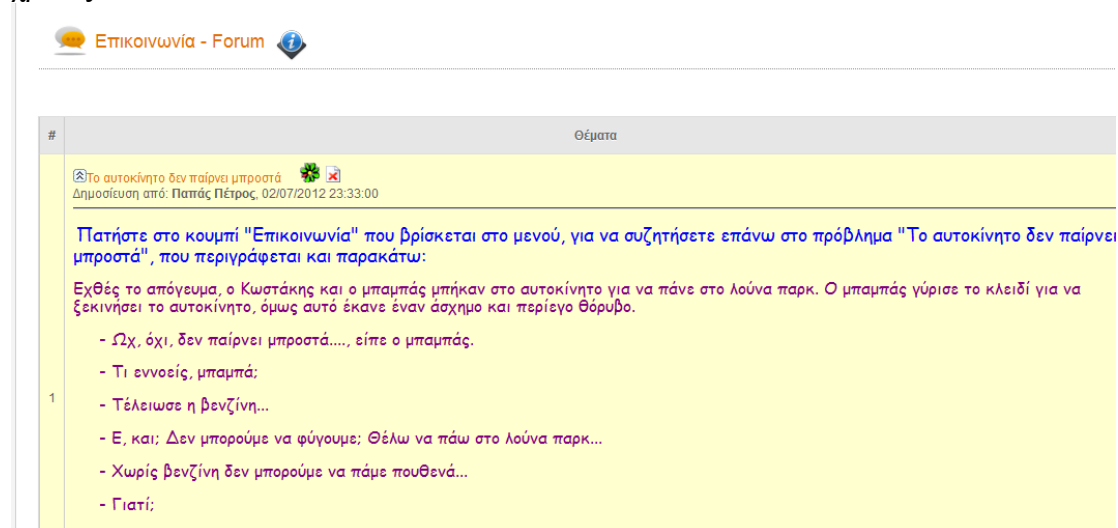 Επικοινωνία - Forum
# Θέματα
Το αυτοκίνητο δεν παίρνει μπροστά
Δημοσίευση από: Παπάς Πέτρος, 02/07/2012 23:33:00
Πατήστε στο κουμπί "Επικοινωνία" που βρίσκεται στο μενού, για να συζητήσετε επάνω στο πρόβλημα "Το αυτοκίνητο δεν παίρνει
μπροστά", που περιγράφεται και παρακάτω:
Εχθές το απόγευμα, ο Κωστάκης και ο μπαμπάς μπήκαν στο αυτοκίνητο για να πάνε στο λούνα παρκ. Ο μπαμπάς γύρισε το κλειδί για να
ξεκινήσει το αυτοκίνητο, όμως αυτό έκανε έναν άσχημο και περίεγο θόρυβο.
- Ωχ, όχι, δεν παίρνει μπροστά...., είπε ο μπαμπάς.
- Τι εννοείς, μπαμπά;
1
- Τέλειωσε η βενζίνη...
- Ε, και; Δεν μπορούμε να φύγουμε; Θέλω να πάω στο λούνα παρκ...
- Χωρίς βενζίνη δεν μπορούμε να πάμε πουθενά...
- Γιατί;